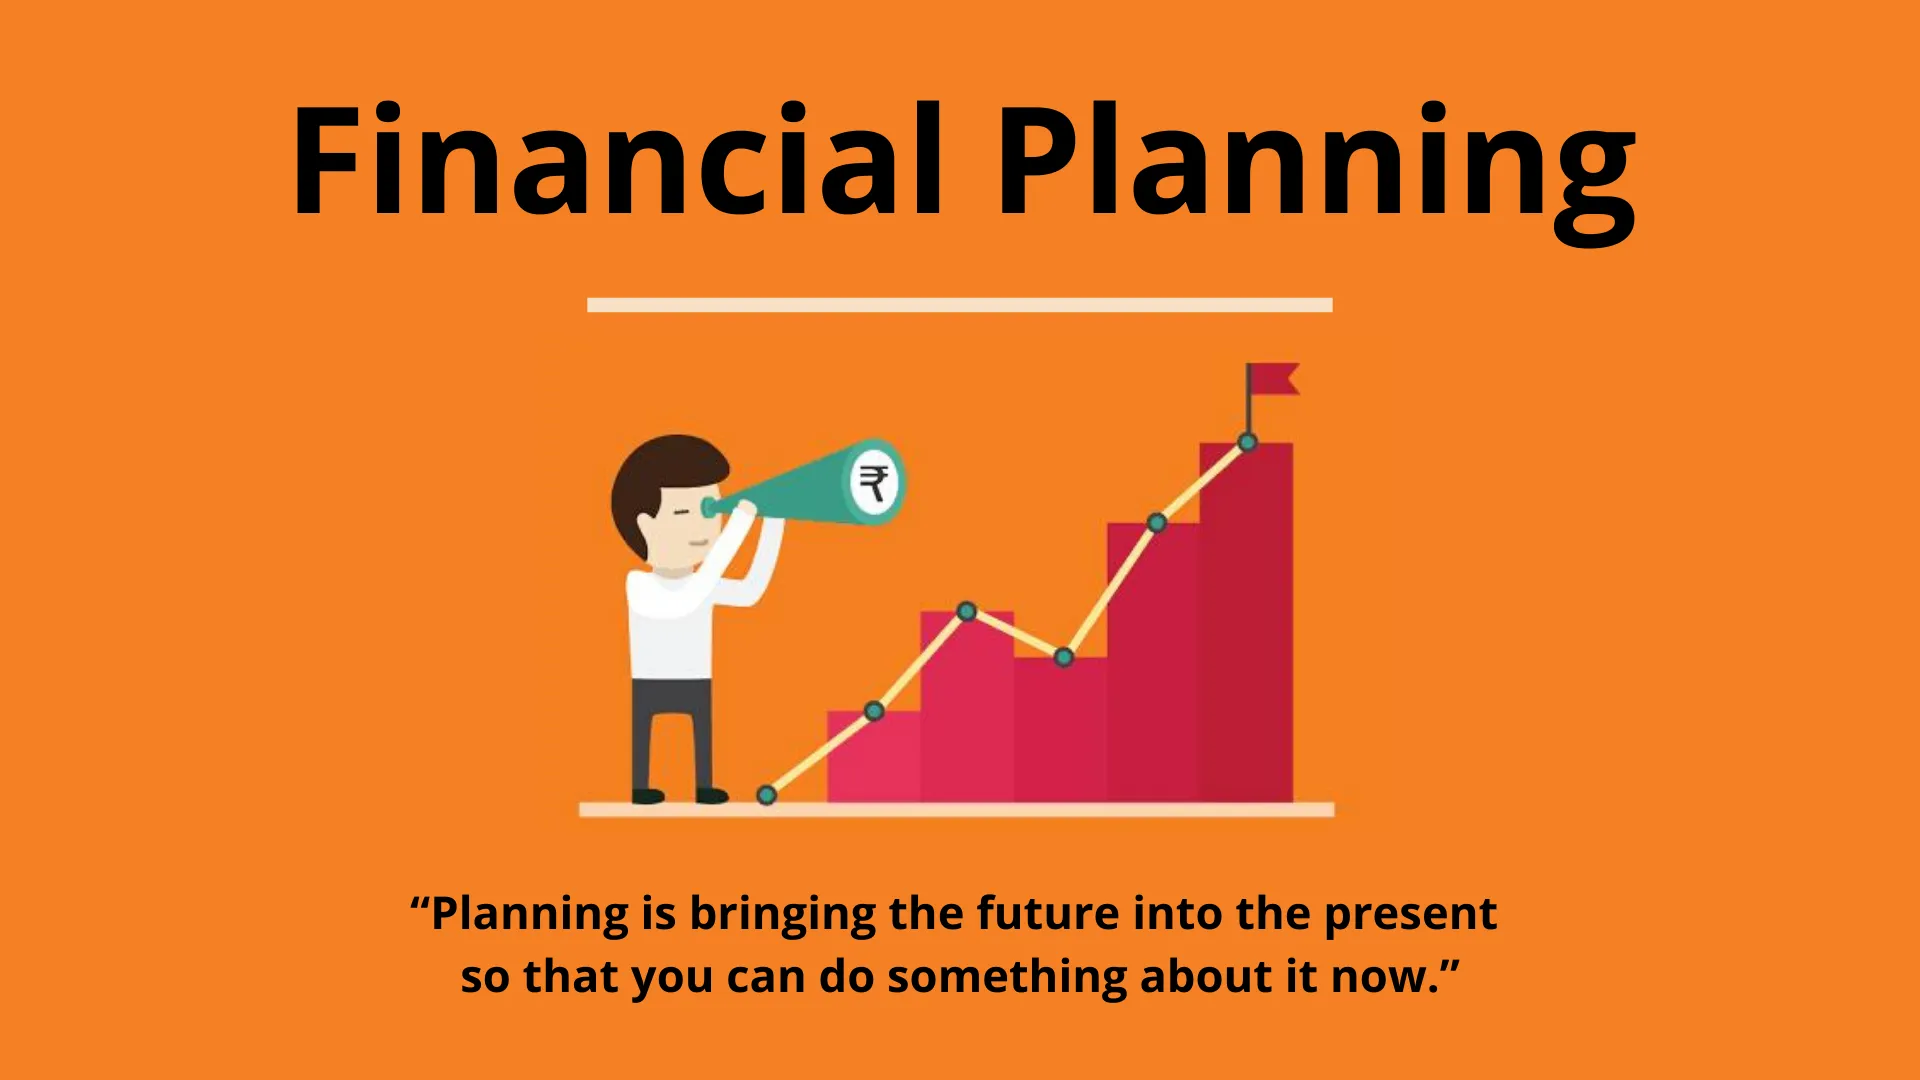 Financial Planning
₹
“Planning is bringing the future into the present
so that you can do something about it now.”